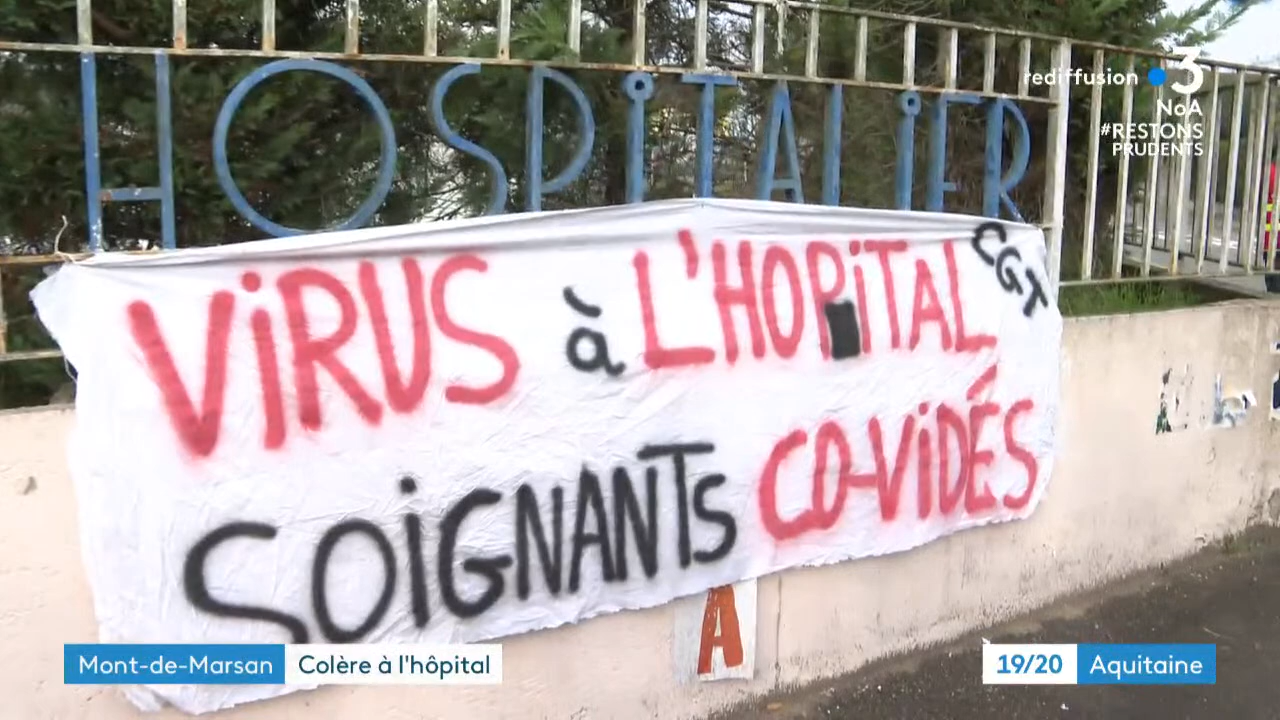 HOSPITALIER
rediffusion 3
NoA
#RESTONS
PRUDENTS
ViRUS à L'HOPiTAL CGT
SOiGNANTS CO-ViDÉS
A
Mont-de-Marsan Colère à l'hôpital
19/20 Aquitaine